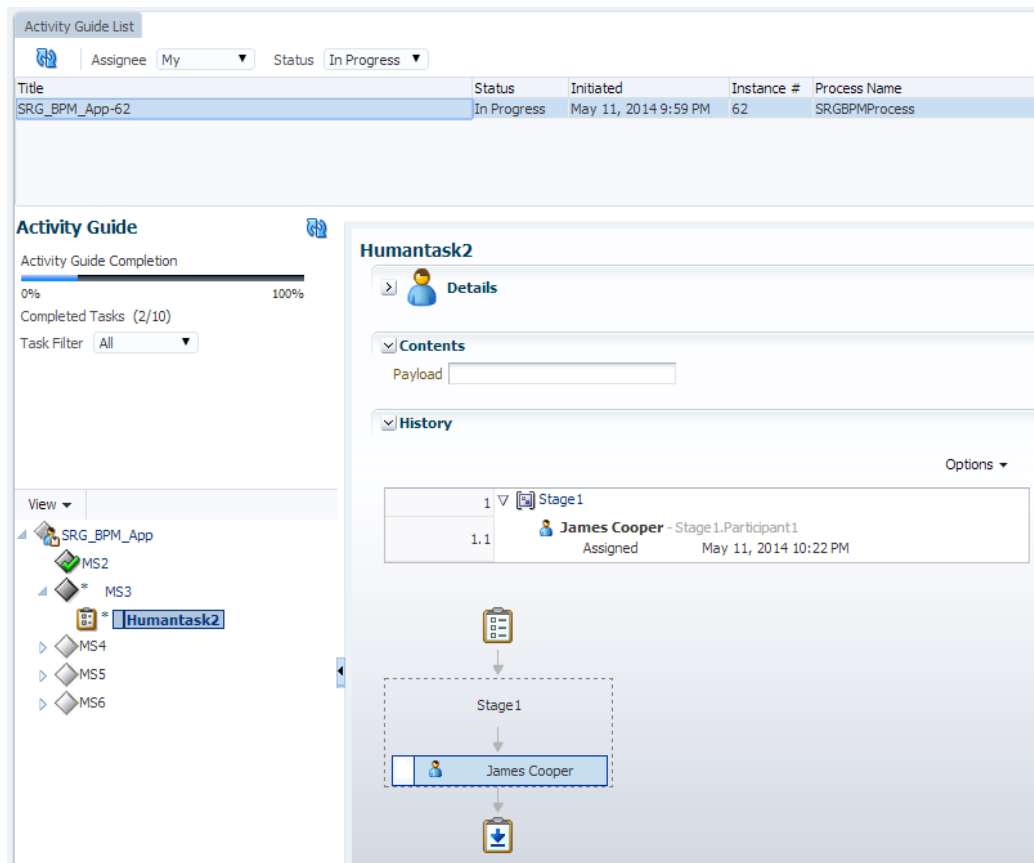 Activity Guide List
Assignee My Status In Progress
Title Status Initiated Instance # Process Name
SRG_BPM_App-62 In Progress May 11, 2014 9:59 PM 62 SRGBPMProcess
Activity Guide
Activity Guide Completion
0% 100%
Completed Tasks (2/10)
Task Filter All
View
SRG_BPM_App
MS2
* MS3
* Humantask2
MS4
MS5
MS6
Humantask2
Details
Contents
Payload
History
Options
1 Stage1
1.1 James Cooper - Stage1.Participant1
Assigned May 11, 2014 10:22 PM
Stage1
James Cooper